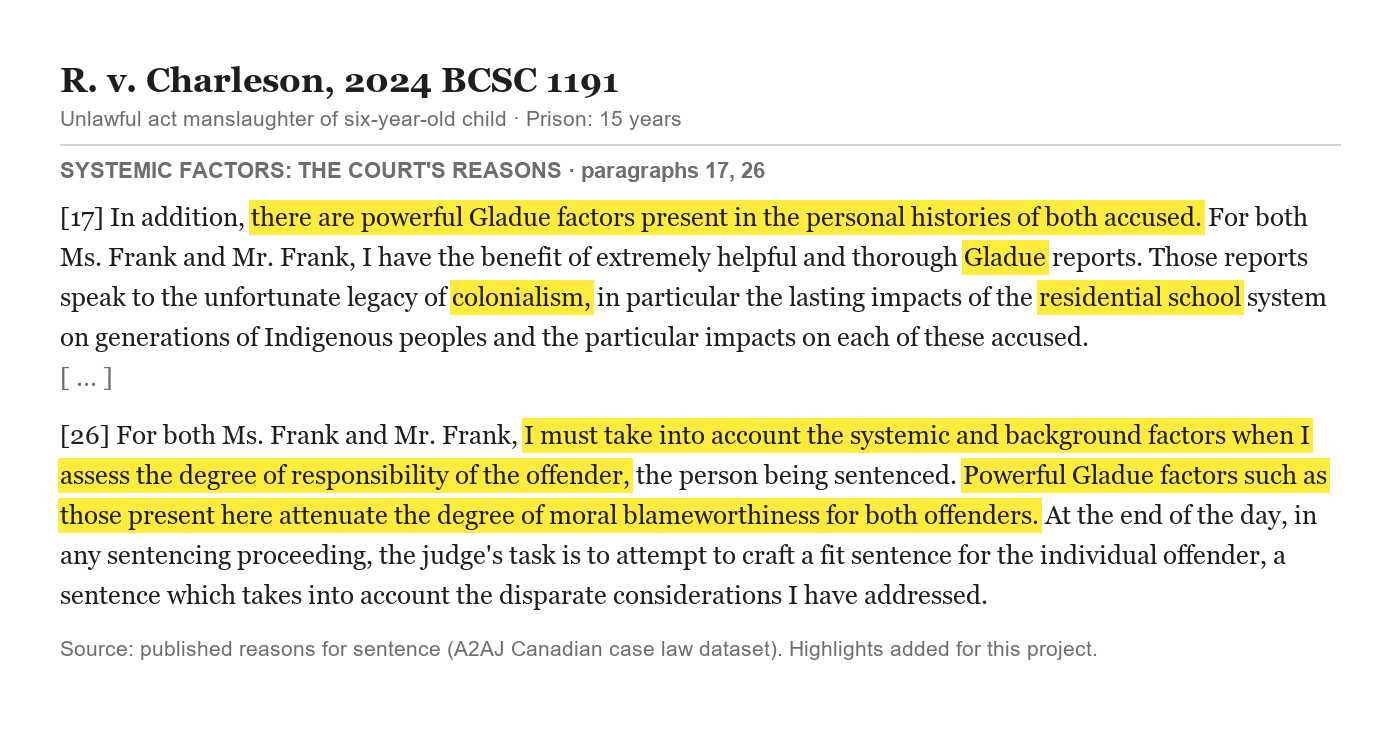 R. v. Charleson, 2024 BCSC 1191
Unlawful act manslaughter of six-year-old child · Prison: 15 years
SYSTEMIC FACTORS: THE COURT'S REASONS · paragraphs 17, 26
[17] In addition, there are powerful Gladue factors present in the personal histories of both accused. For both
Ms. Frank and Mr. Frank, I have the benefit of extremely helpful and thorough Gladue reports. Those reports
speak to the unfortunate legacy of colonialism, in particular the lasting impacts of the residential school system
on generations of Indigenous peoples and the particular impacts on each of these accused.
[ ... ]
[26] For both Ms. Frank and Mr. Frank, I must take into account the systemic and background factors when I
assess the degree of responsibility of the offender, the person being sentenced. Powerful Gladue factors such as
those present here attenuate the degree of moral blameworthiness for both offenders. At the end of the day, in
any sentencing proceeding, the judge's task is to attempt to craft a fit sentence for the individual offender, a
sentence which takes into account the disparate considerations I have addressed.
Source: published reasons for sentence (A2AJ Canadian case law dataset). Highlights added for this project.